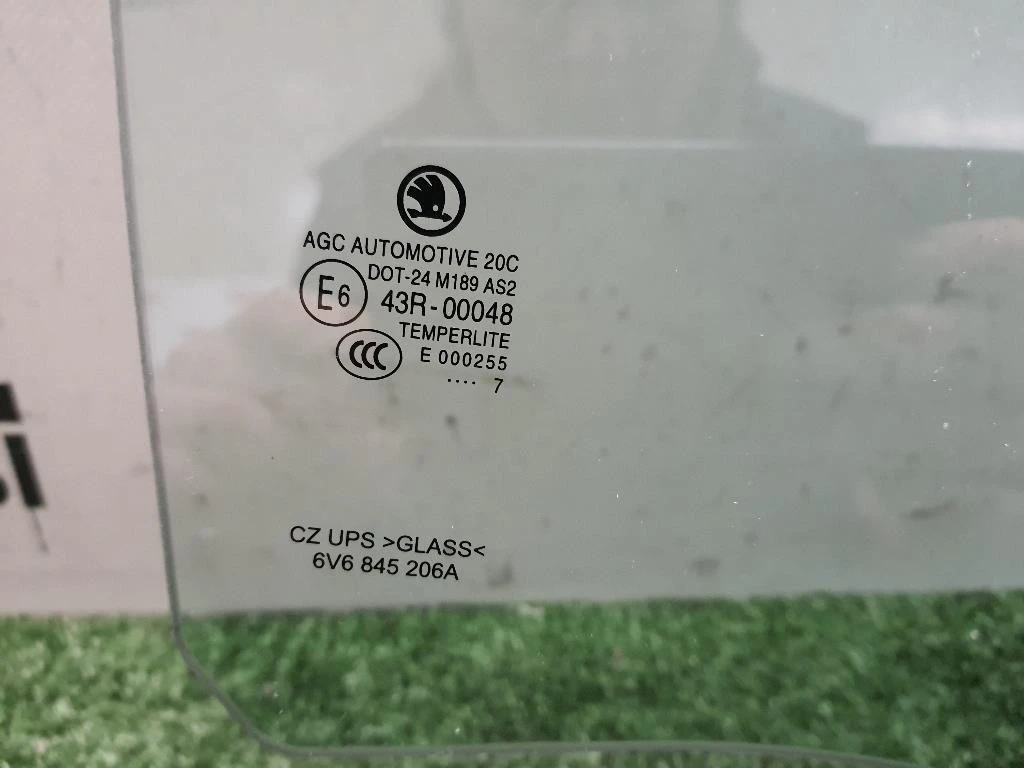 AGC AUTOMOTIVE 20C
DOT-24 M189 AS2
E6 43R-00048
TEMPERLITE
CCC E 000255
.... 7
CZ UPS >GLASS<
6V6 845 206A